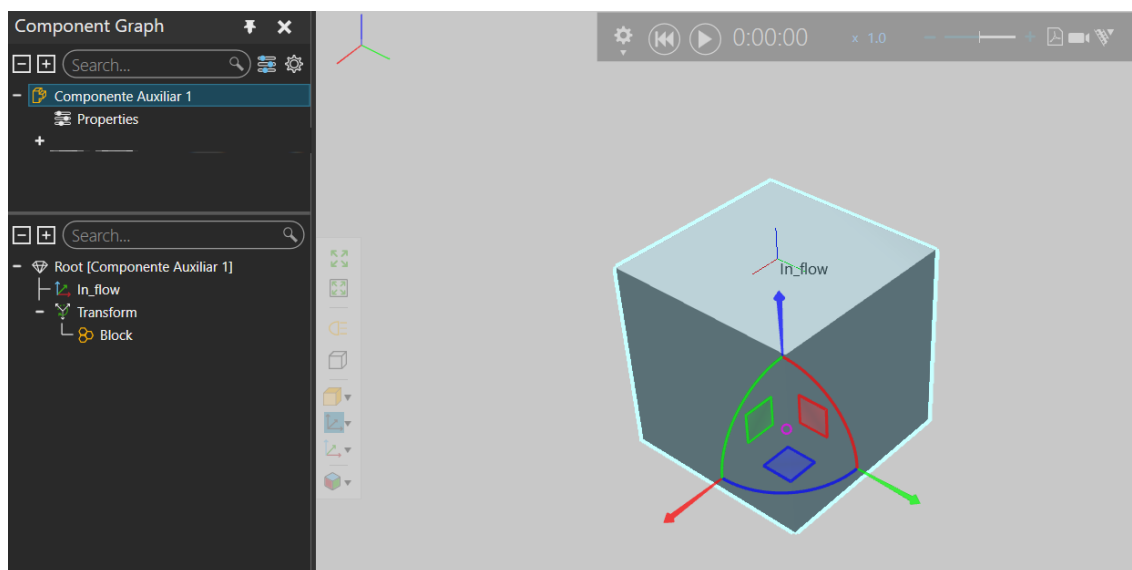 Component Graph
Search...
Componente Auxiliar 1
Properties
Search...
Root [Componente Auxiliar 1]
In_flow
Transform
Block
0:00:00
x 1.0
In_flow